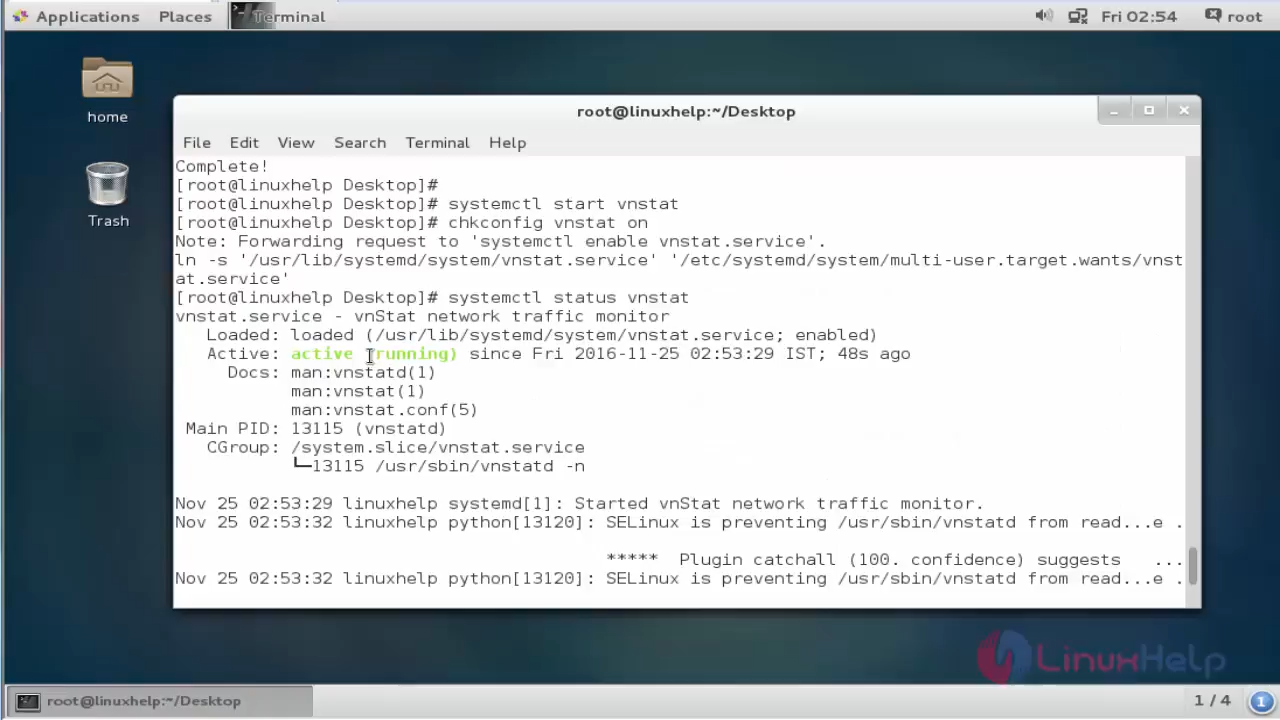 Applications Places Terminal Fri 02:54 root
home
Trash
root@linuxhelp:~/Desktop
File Edit View Search Terminal Help
Complete!
[root@linuxhelp Desktop]#
[root@linuxhelp Desktop]# systemctl start vnstat
[root@linuxhelp Desktop]# chkconfig vnstat on
Note: Forwarding request to 'systemctl enable vnstat.service'.
ln -s '/usr/lib/systemd/system/vnstat.service' '/etc/systemd/system/multi-user.target.wants/vnst
at.service'
[root@linuxhelp Desktop]# systemctl status vnstat
vnstat.service - vnStat network traffic monitor
Loaded: loaded (/usr/lib/systemd/system/vnstat.service; enabled)
Active: active (running) since Fri 2016-11-25 02:53:29 IST; 48s ago
Docs: man:vnstatd(1)
man:vnstat(1)
man:vnstat.conf(5)
Main PID: 13115 (vnstatd)
CGroup: /system.slice/vnstat.service
└─13115 /usr/sbin/vnstatd -n
Nov 25 02:53:29 linuxhelp systemd[1]: Started vnStat network traffic monitor.
Nov 25 02:53:32 linuxhelp python[13120]: SELinux is preventing /usr/sbin/vnstatd from read...e .
***** Plugin catchall (100. confidence) suggests ...
Nov 25 02:53:32 linuxhelp python[13120]: SELinux is preventing /usr/sbin/vnstatd from read...e .
LinuxHelp
root@linuxhelp:~/Desktop 1 / 4 1